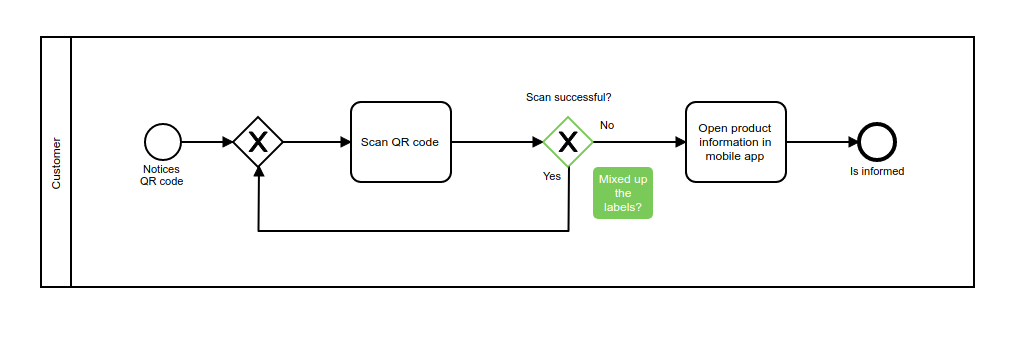 Customer
Notices
QR code
Scan QR code
Scan successful?
No
Yes
Mixed up
the
labels?
Open product
information in
mobile app
Is informed